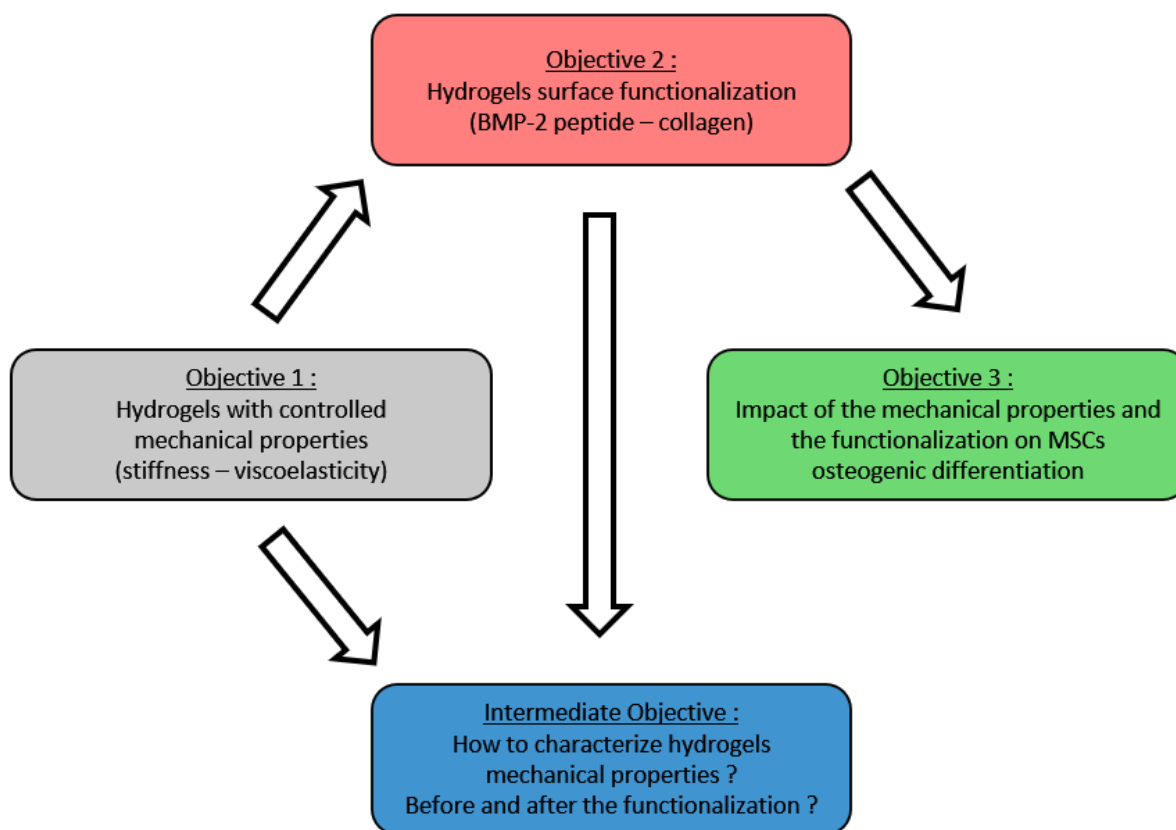 Objective 2 :
Hydrogels surface functionalization
(BMP-2 peptide – collagen)
Objective 1 :
Hydrogels with controlled
mechanical properties
(stiffness – viscoelasticity)
Objective 3 :
Impact of the mechanical properties and
the functionalization on MSCs
osteogenic differentiation
Intermediate Objective :
How to characterize hydrogels
mechanical properties ?
Before and after the functionalization ?